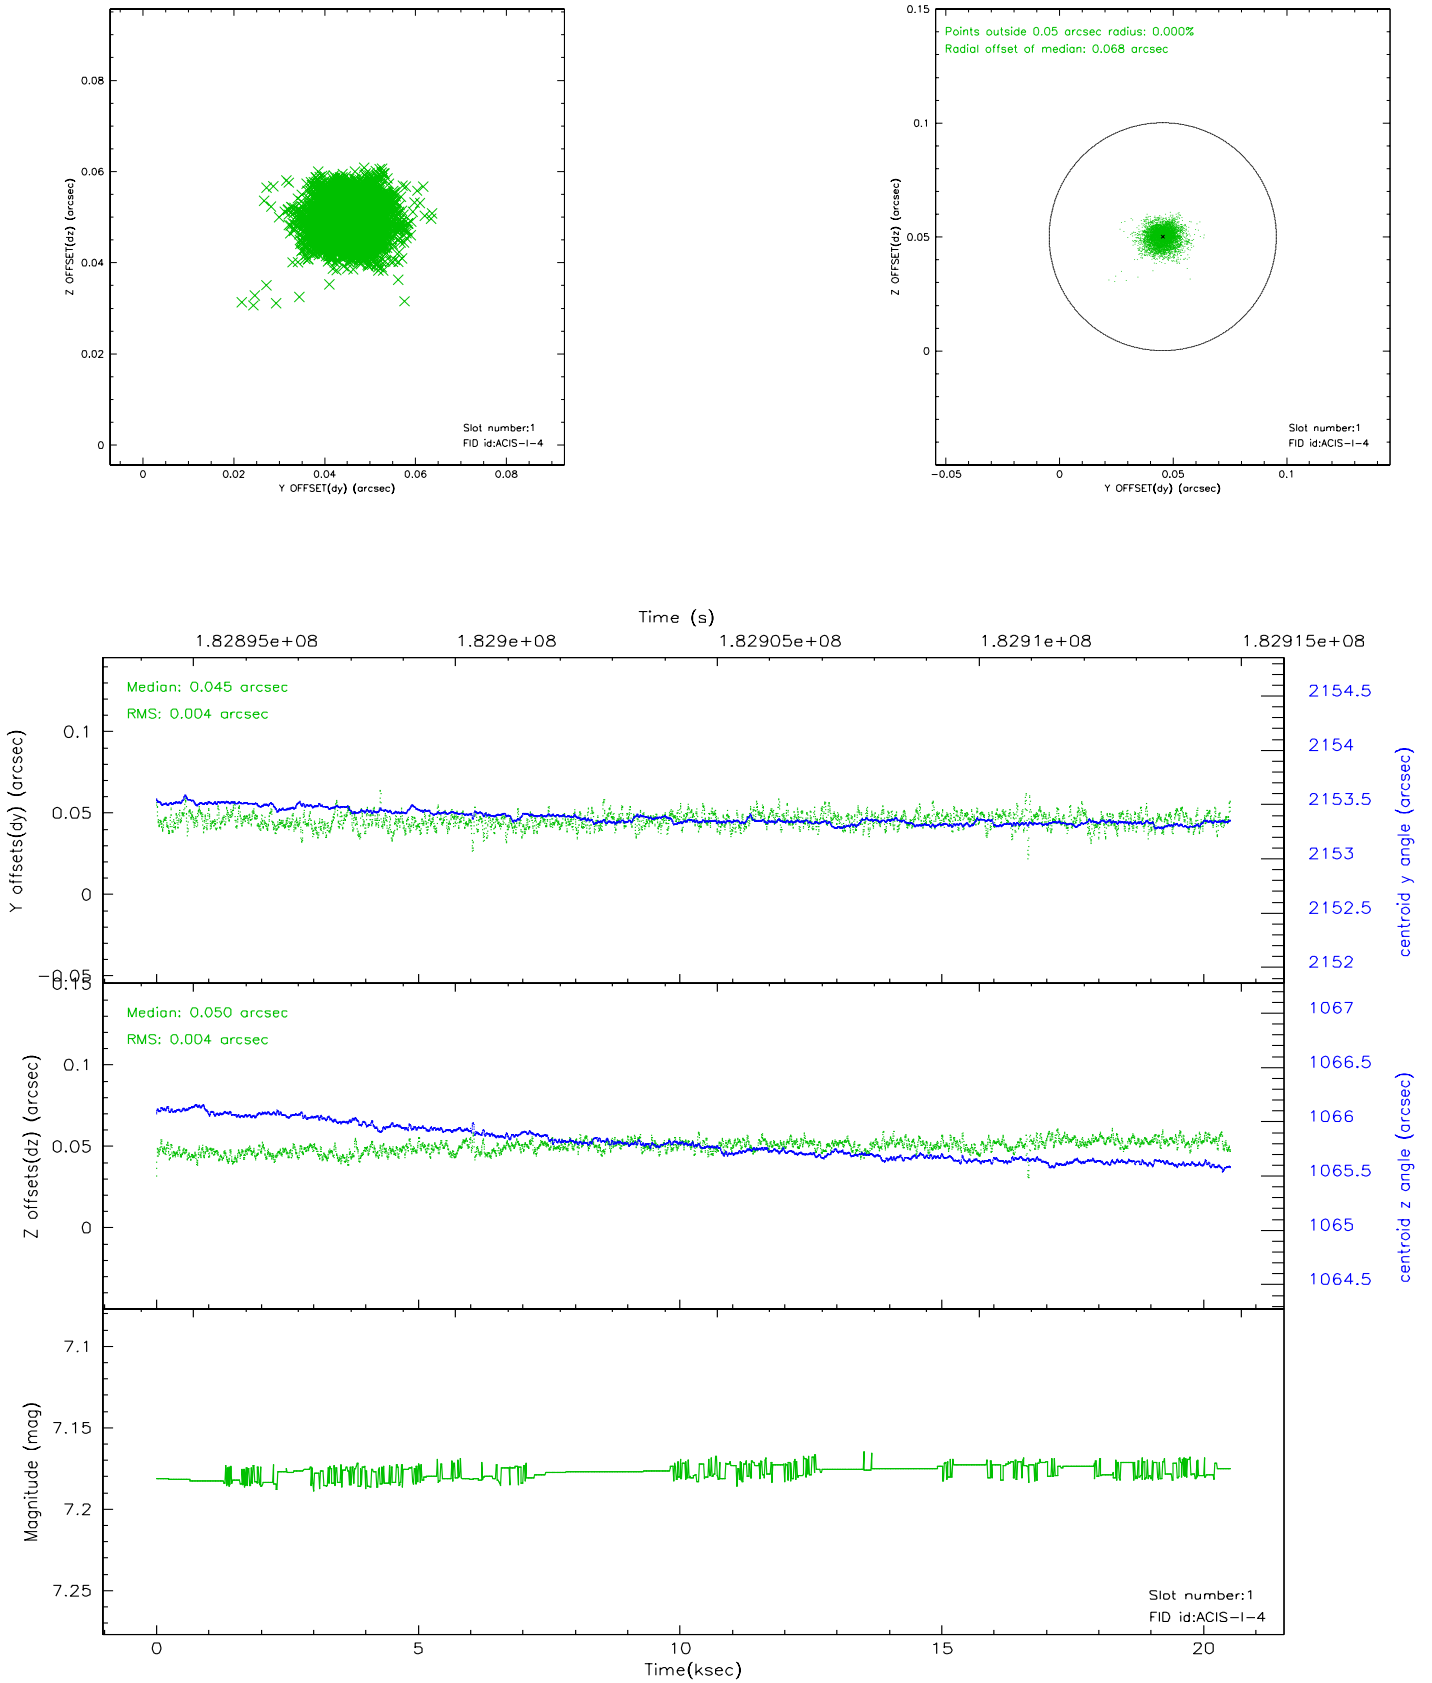 0.08
0.06
0.04
0.02
0
Z OFFSET(dz) (arcsec)
Slot number:1
FID id:ACIS-I-4
0 0.02 0.04 0.06 0.08
Y OFFSET(dy) (arcsec)
0.15
Points outside 0.05 arcsec radius: 0.000%
Radial offset of median: 0.068 arcsec
0.1
0.05
0
Z OFFSET(dz) (arcsec)
Slot number:1
FID id:ACIS-I-4
-0.05 0 0.05 0.1
Y OFFSET(dy) (arcsec)
Time (s)
1.82895e+08 1.829e+08 1.82905e+08 1.8291e+08 1.82915e+08
Median: 0.045 arcsec
RMS: 0.004 arcsec
0.1
0.05
0
-0.05
Y offsets(dy) (arcsec)
2154.5
2154
2153.5
2153
2152.5
2152
centroid y angle (arcsec)
0.15
Median: 0.050 arcsec
RMS: 0.004 arcsec
0.1
0.05
0
Z offsets(dz) (arcsec)
1067
1066.5
1066
1065.5
1065
1064.5
centroid z angle (arcsec)
7.1
7.15
7.2
7.25
Magnitude (mag)
Slot number:1
FID id:ACIS-I-4
0 5 10 15 20
Time(ksec)